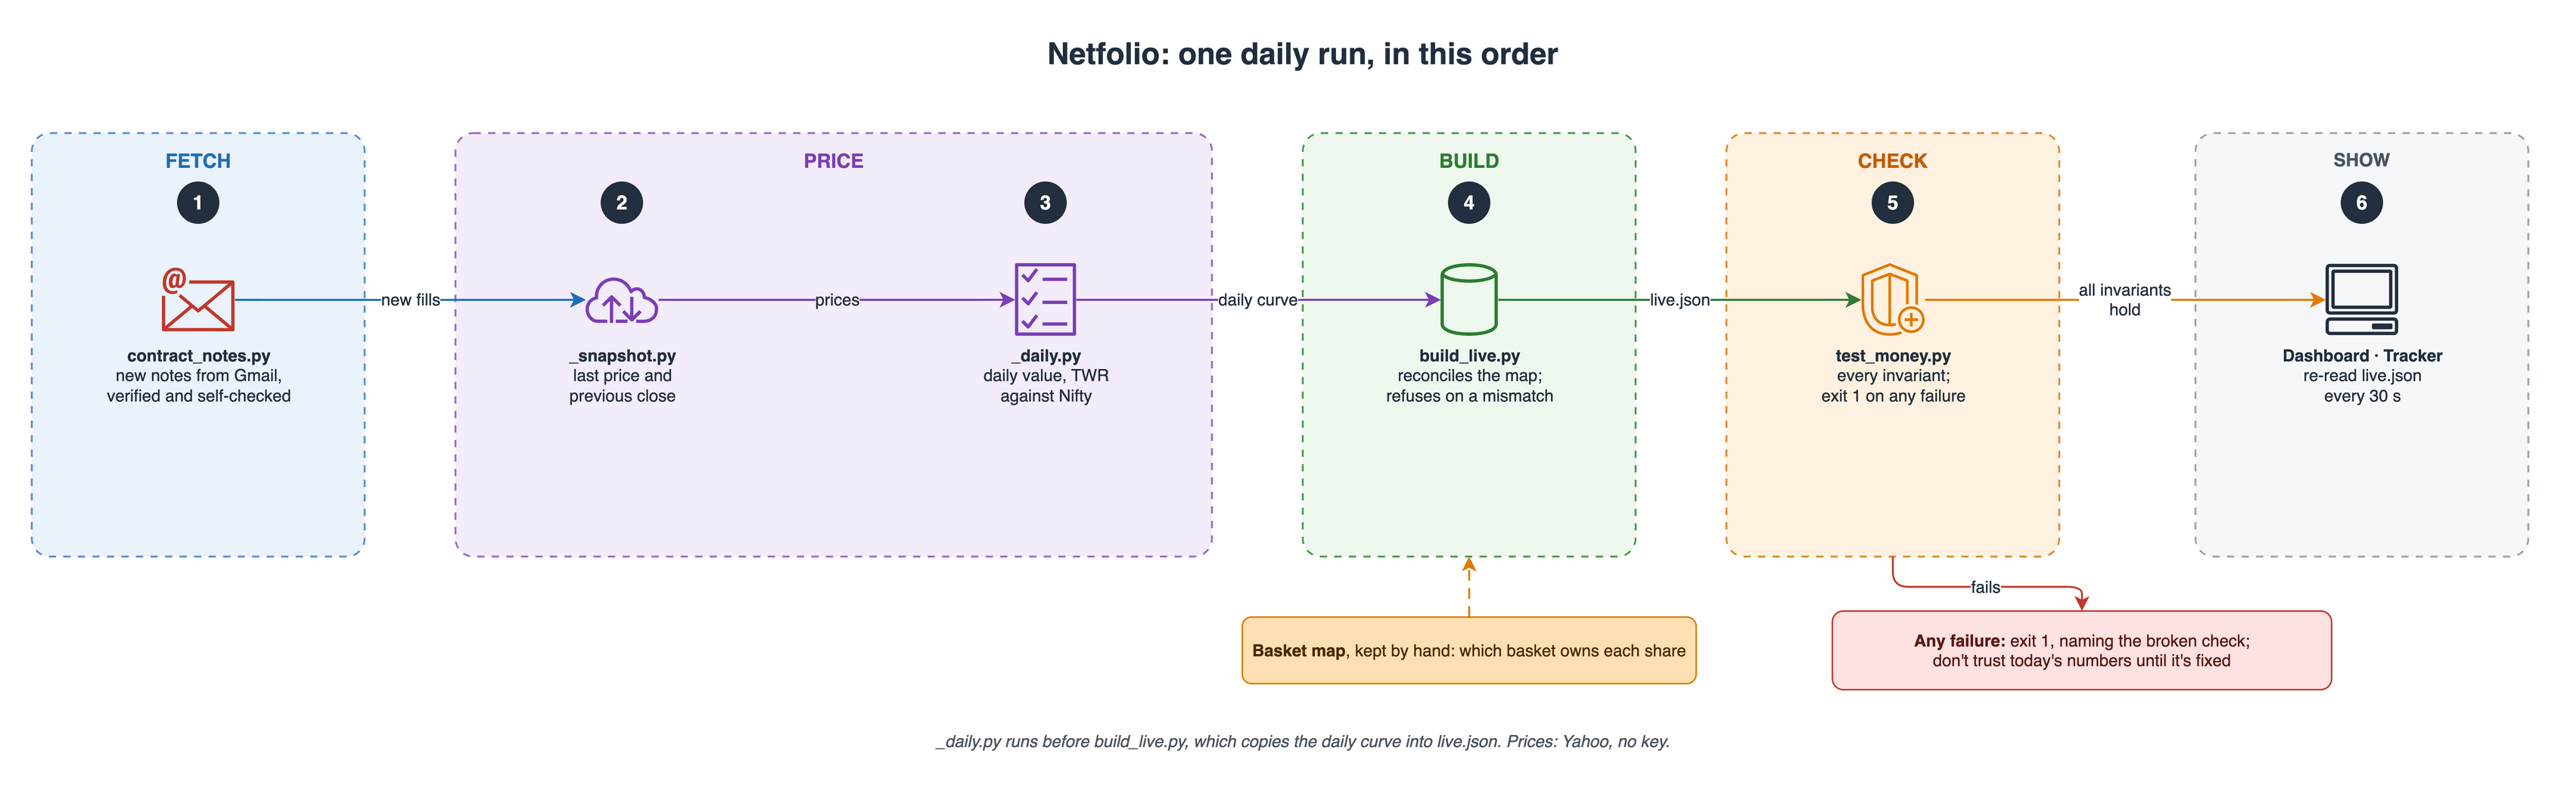 Netfolio: one daily run, in this order
FETCH
1
@
contract_notes.py
new notes from Gmail,
verified and self-checked
new fills
PRICE
2
_snapshot.py
last price and
previous close
prices
3
_daily.py
daily value, TWR
against Nifty
daily curve
BUILD
4
build_live.py
reconciles the map;
refuses on a mismatch
live.json
CHECK
5
test_money.py
every invariant;
exit 1 on any failure
all invariants
hold
SHOW
6
Dashboard · Tracker
re-read live.json
every 30 s
Basket map, kept by hand: which basket owns each share
fails
Any failure: exit 1, naming the broken check;
don't trust today's numbers until it's fixed
_daily.py runs before build_live.py, which copies the daily curve into live.json. Prices: Yahoo, no key.